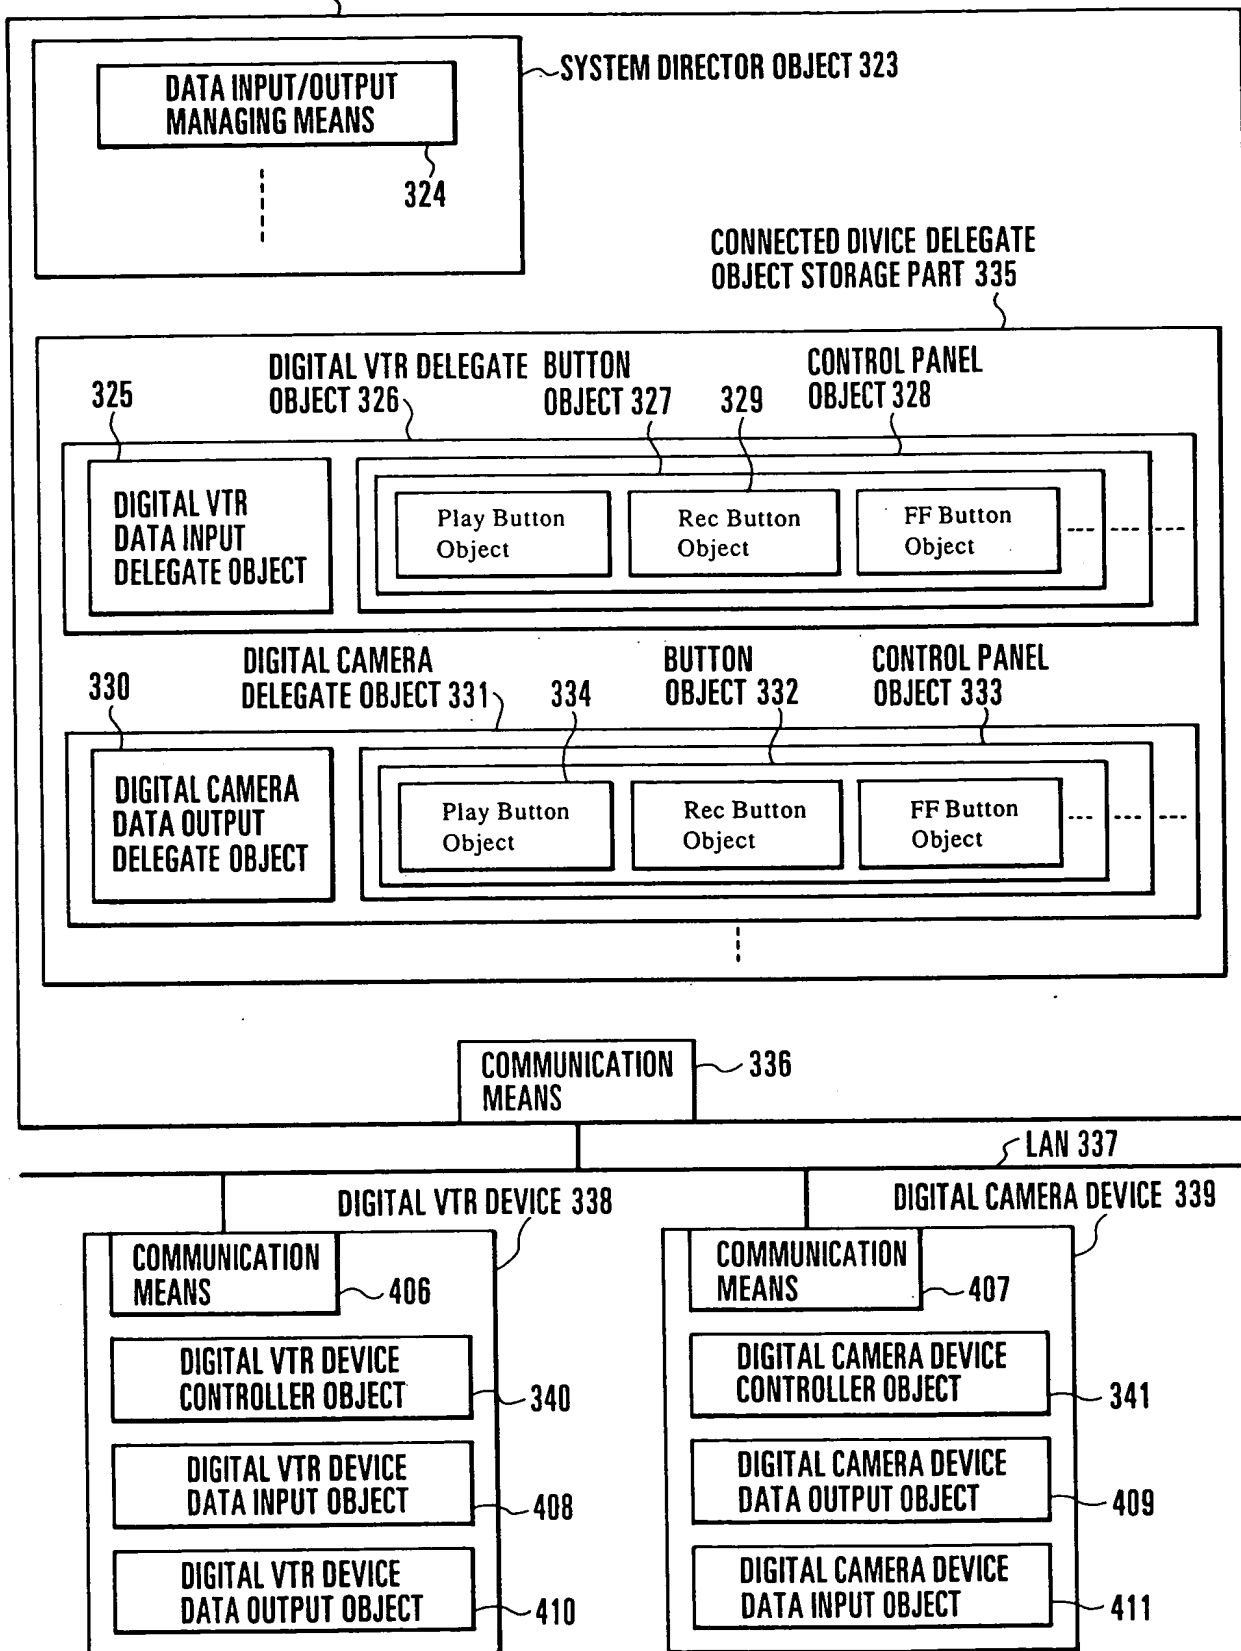 SYSTEM DIRECTOR OBJECT 323
DATA INPUT/OUTPUT
MANAGING MEANS
324
CONNECTED DIVICE DELEGATE
OBJECT STORAGE PART 335
325
DIGITAL VTR DELEGATE
OBJECT 326
BUTTON
OBJECT 327
329
CONTROL PANEL
OBJECT 328
DIGITAL VTR
DATA INPUT
DELEGATE OBJECT
Play Button
Object
Rec Button
Object
FF Button
Object
330
DIGITAL CAMERA
DELEGATE OBJECT 331
334
BUTTON
OBJECT 332
CONTROL PANEL
OBJECT 333
DIGITAL CAMERA
DATA OUTPUT
DELEGATE OBJECT
Play Button
Object
Rec Button
Object
FF Button
Object
COMMUNICATION
MEANS
336
LAN 337
DIGITAL VTR DEVICE 338
COMMUNICATION
MEANS
406
DIGITAL VTR DEVICE
CONTROLLER OBJECT
340
DIGITAL VTR DEVICE
DATA INPUT OBJECT
408
DIGITAL VTR DEVICE
DATA OUTPUT OBJECT
410
DIGITAL CAMERA DEVICE 339
COMMUNICATION
MEANS
407
DIGITAL CAMERA DEVICE
CONTROLLER OBJECT
341
DIGITAL CAMERA DEVICE
DATA OUTPUT OBJECT
409
DIGITAL CAMERA DEVICE
DATA INPUT OBJECT
411